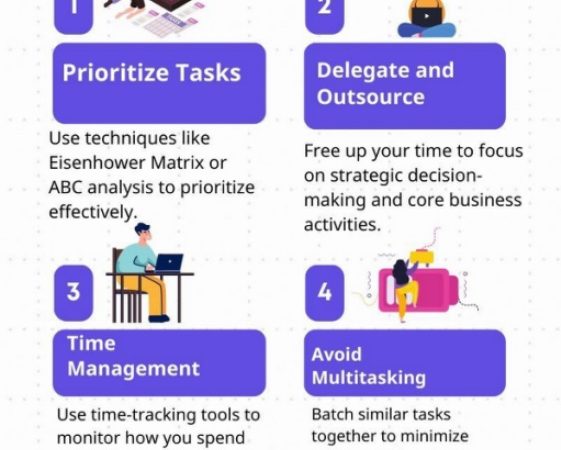 1
Prioritize Tasks
Use techniques like
Eisenhower Matrix or
ABC analysis to prioritize
effectively.
2
Delegate and
Outsource
Free up your time to focus
on strategic decision-
making and core business
activities.
3
Time
Management
Use time-tracking tools to
monitor how you spend
4
Avoid
Multitasking
Batch similar tasks
together to minimize